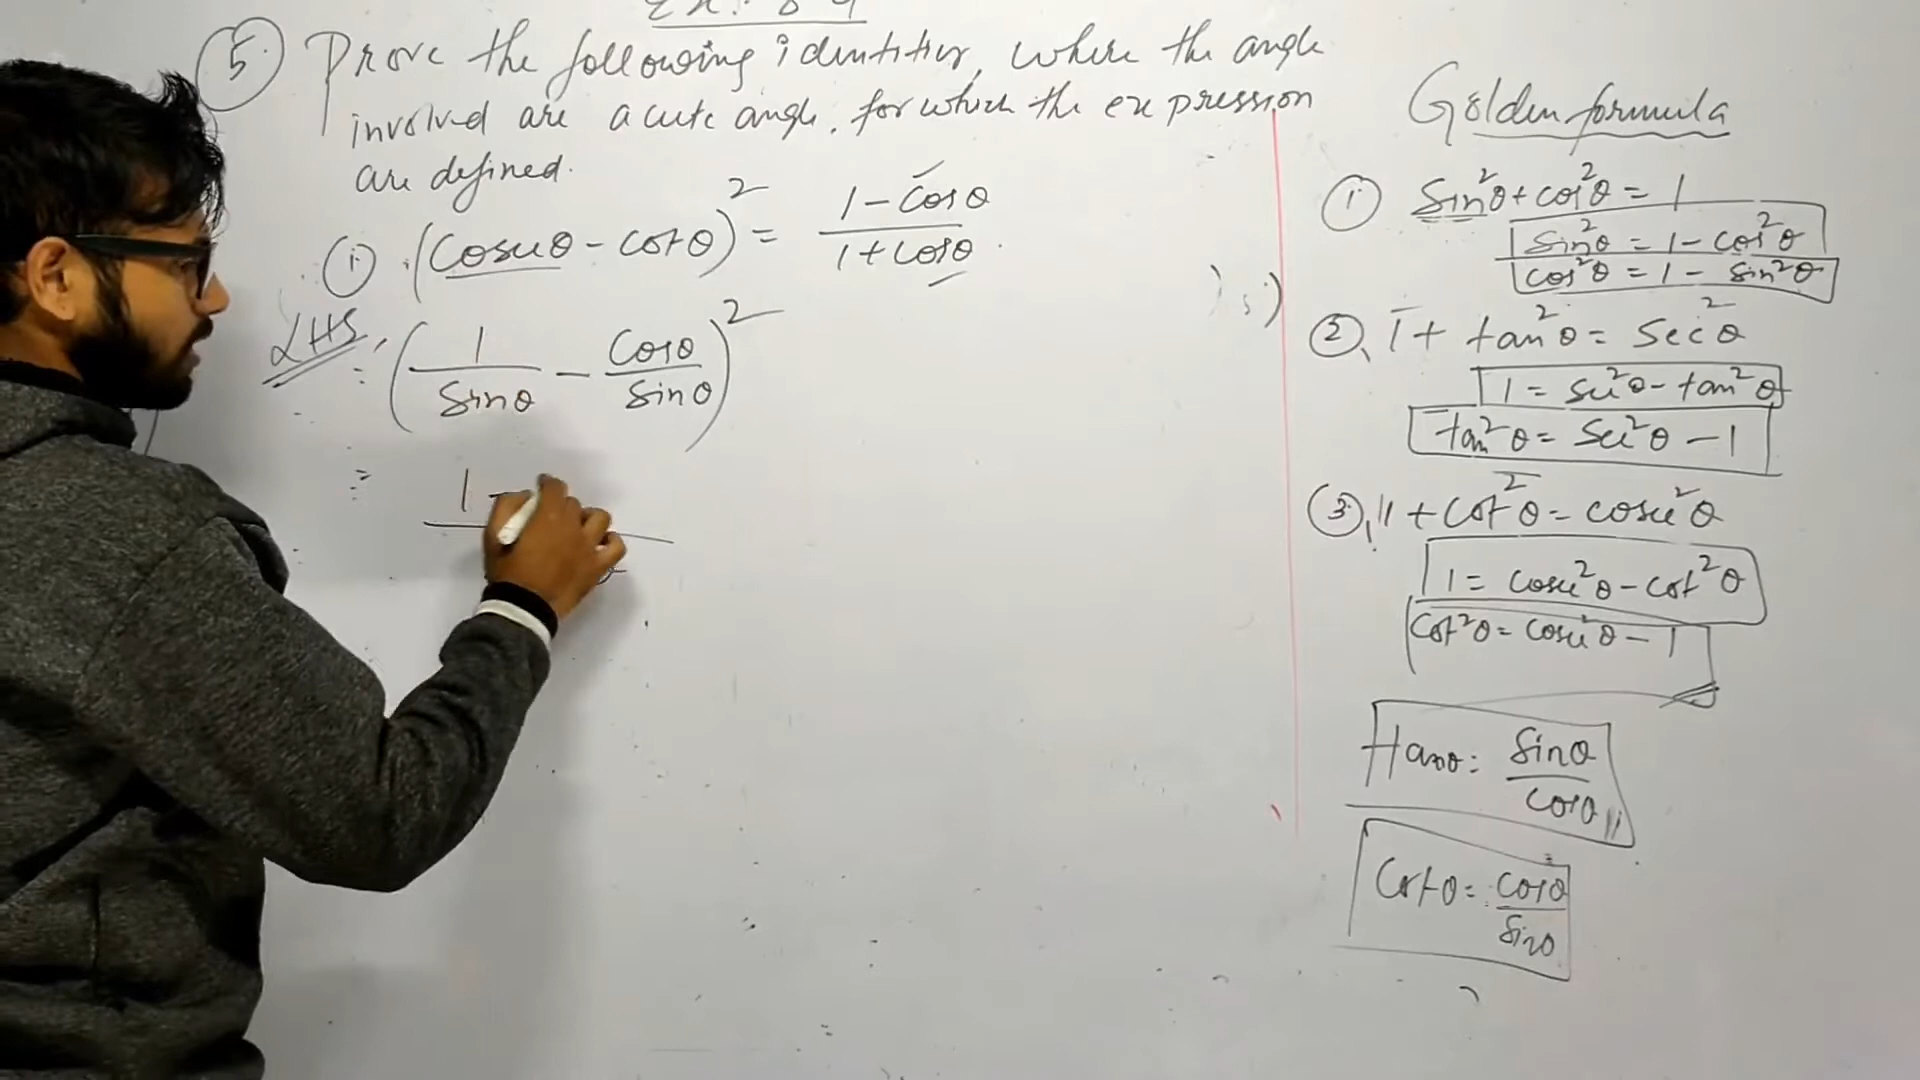 Ex: 8.4
5 Prove the following identities, where the angle
involved are acute angle, for which the expression
are defined.
(i) (cosecθ - cotθ)² = (1 - cosθ)/(1 + cosθ)
LHS,
= (1/sinθ - cosθ/sinθ)²
= 1 -
Golden formula
① sin²θ + cos²θ = 1
sin²θ = 1 - cos²θ
cos²θ = 1 - sin²θ
② 1 + tan²θ = sec²θ
1 = sec²θ - tan²θ
tan²θ = sec²θ - 1
③ 1 + cot²θ = cosec²θ
1 = cosec²θ - cot²θ
cot²θ = cosec²θ - 1
tanθ = sinθ/cosθ
cotθ = cosθ/sinθ